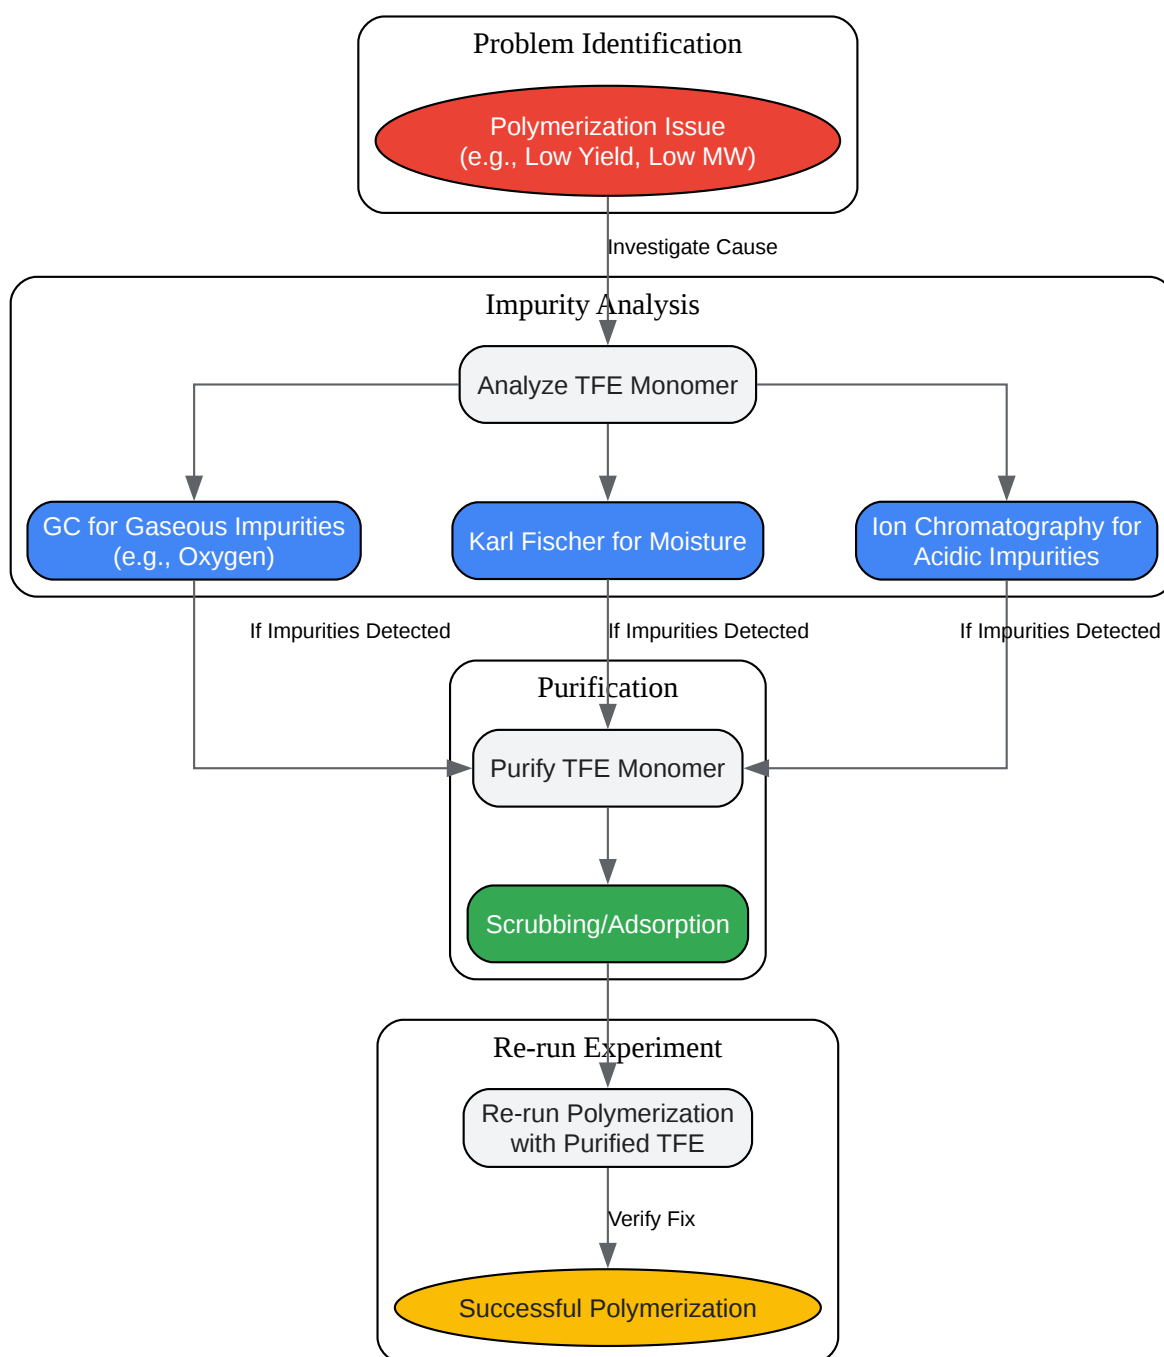 Problem Identification
Polymerization Issue
(e.g., Low Yield, Low MW)
Investigate Cause
Impurity Analysis
Analyze TFE Monomer
GC for Gaseous Impurities
(e.g., Oxygen)
Karl Fischer for Moisture
Ion Chromatography for
Acidic Impurities
If Impurities Detected
If Impurities Detected
If Impurities Detected
Purification
Purify TFE Monomer
Scrubbing/Adsorption
Re-run Experiment
Re-run Polymerization
with Purified TFE
Verify Fix
Successful Polymerization